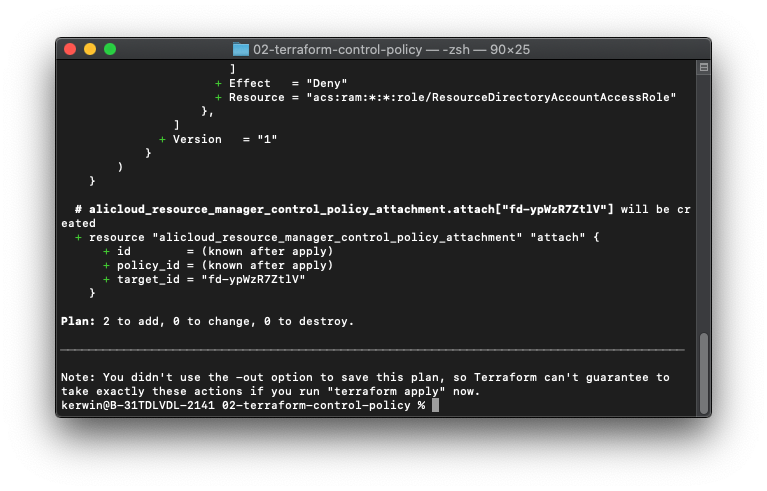 02-terraform-control-policy — -zsh — 90×25
]
+ Effect   = "Deny"
+ Resource = "acs:ram:*:*:role/ResourceDirectoryAccountAccessRole"
},
]
+ Version   = "1"
}
)
}
# alicloud_resource_manager_control_policy_attachment.attach["fd-ypWzR7ZtlV"] will be cr
eated
+ resource "alicloud_resource_manager_control_policy_attachment" "attach" {
+ id        = (known after apply)
+ policy_id = (known after apply)
+ target_id = "fd-ypWzR7ZtlV"
}
Plan: 2 to add, 0 to change, 0 to destroy.
Note: You didn't use the -out option to save this plan, so Terraform can't guarantee to
take exactly these actions if you run "terraform apply" now.
kerwin@B-31TDLVDL-2141 02-terraform-control-policy %